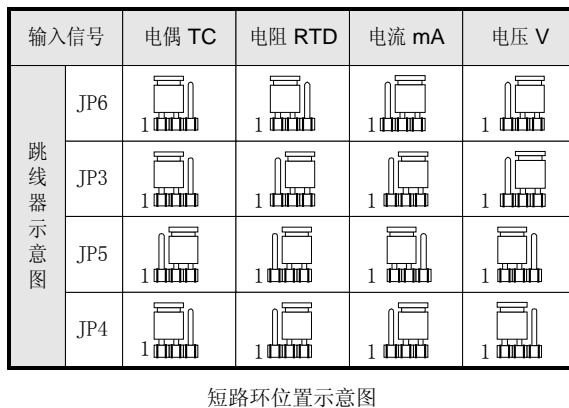 输入信号 电偶 TC 电阻 RTD 电流 mA 电压 V
跳线器示意图
JP6 1 1 1 1
JP3 1 1 1 1
JP5 1 1 1 1
JP4 1 1 1 1
短路环位置示意图